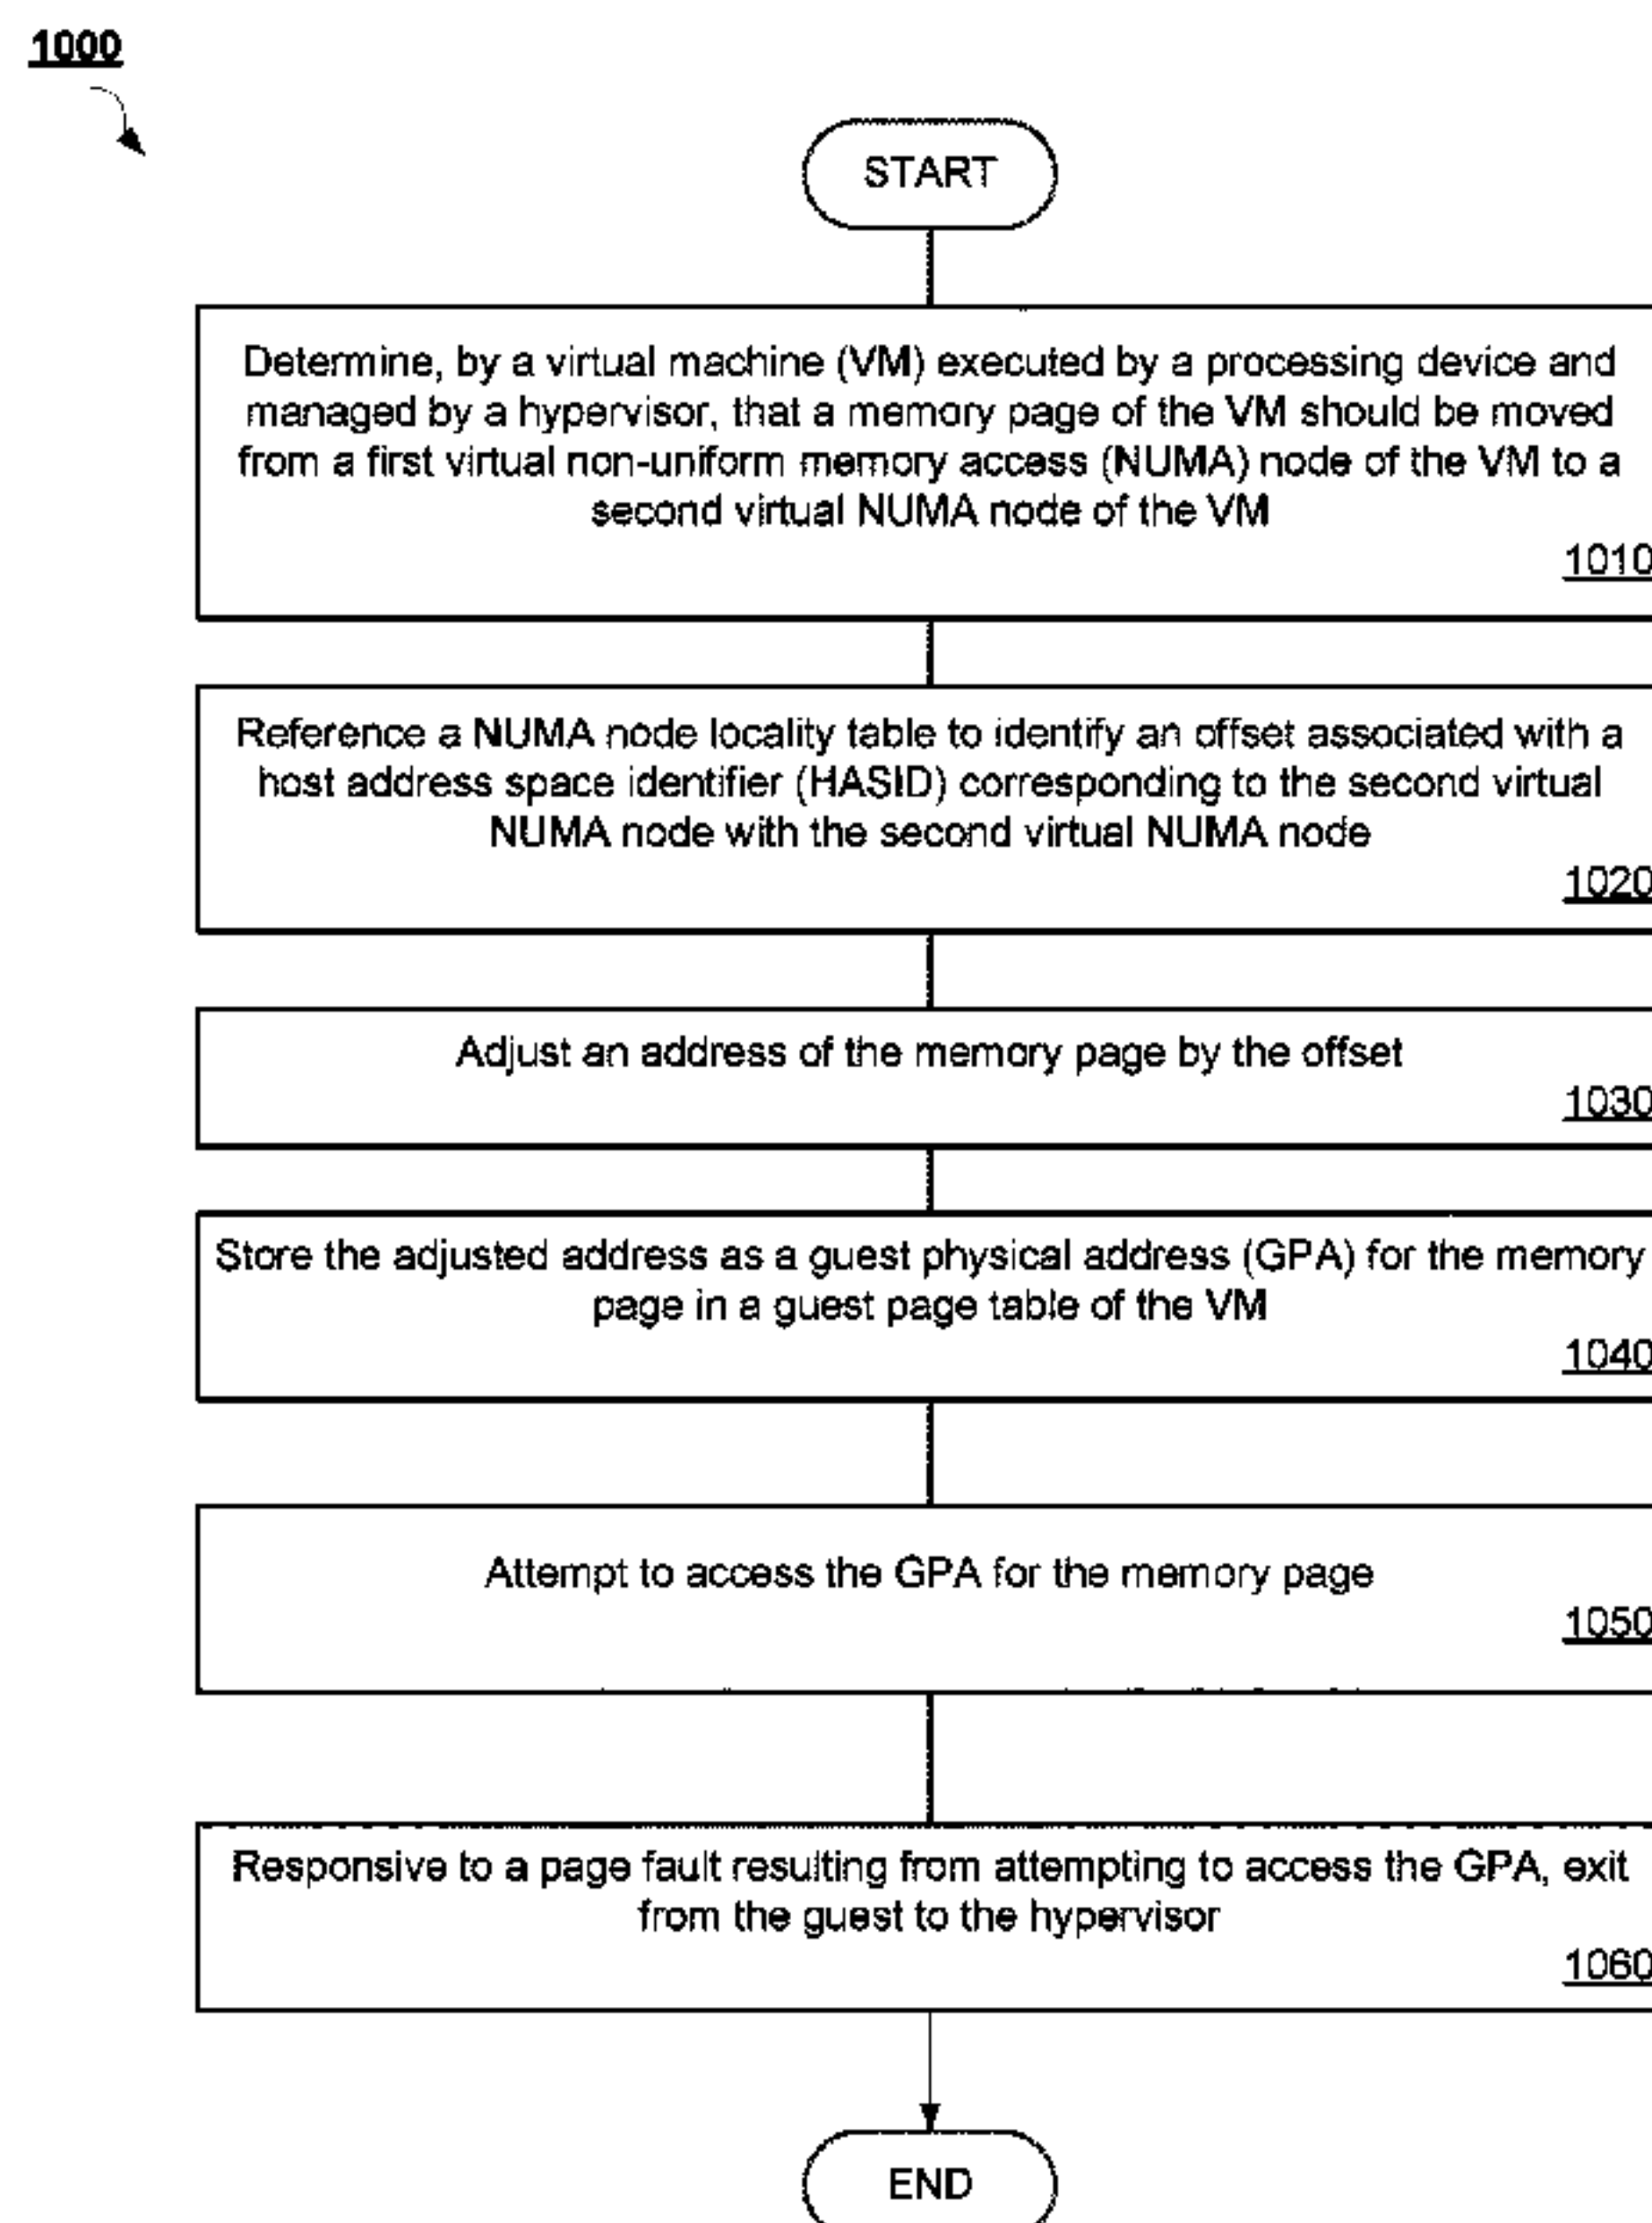 1000
START
Determine, by a virtual machine (VM) executed by a processing device and
managed by a hypervisor, that a memory page of the VM should be moved
from a first virtual non-uniform memory access (NUMA) node of the VM to a
second virtual NUMA node of the VM
1010
Reference a NUMA node locality table to identify an offset associated with a
host address space identifier (HASID) corresponding to the second virtual
NUMA node with the second virtual NUMA node
1020
Adjust an address of the memory page by the offset
1030
Store the adjusted address as a guest physical address (GPA) for the memory
page in a guest page table of the VM
1040
Attempt to access the GPA for the memory page
1050
Responsive to a page fault resulting from attempting to access the GPA, exit
from the guest to the hypervisor
1060
END